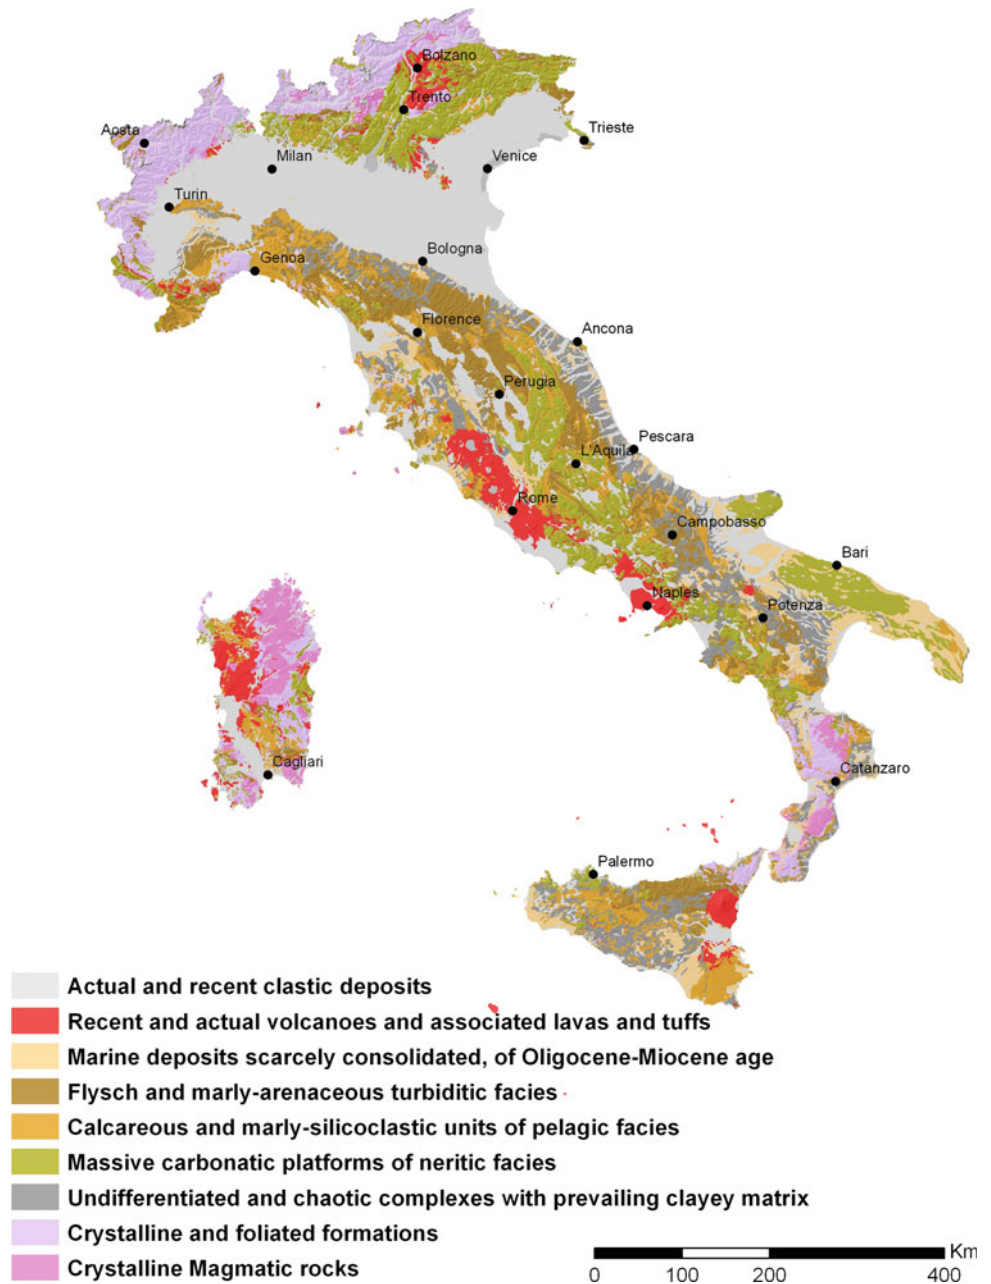 Bolzano
Trento
Aosta
Trieste
Milan
Venice
Turin
Bologna
Genoa
Florence
Ancona
Perugia
Pescara
L'Aquila
Rome
Campobasso
Bari
Naples
Potenza
Cagliari
Catanzaro
Palermo
Actual and recent clastic deposits
Recent and actual volcanoes and associated lavas and tuffs
Marine deposits scarcely consolidated, of Oligocene-Miocene age
Flysch and marly-arenaceous turbiditic facies
Calcareous and marly-silicoclastic units of pelagic facies
Massive carbonatic platforms of neritic facies
Undifferentiated and chaotic complexes with prevailing clayey matrix
Crystalline and foliated formations
Crystalline Magmatic rocks
Km
0 100 200 400